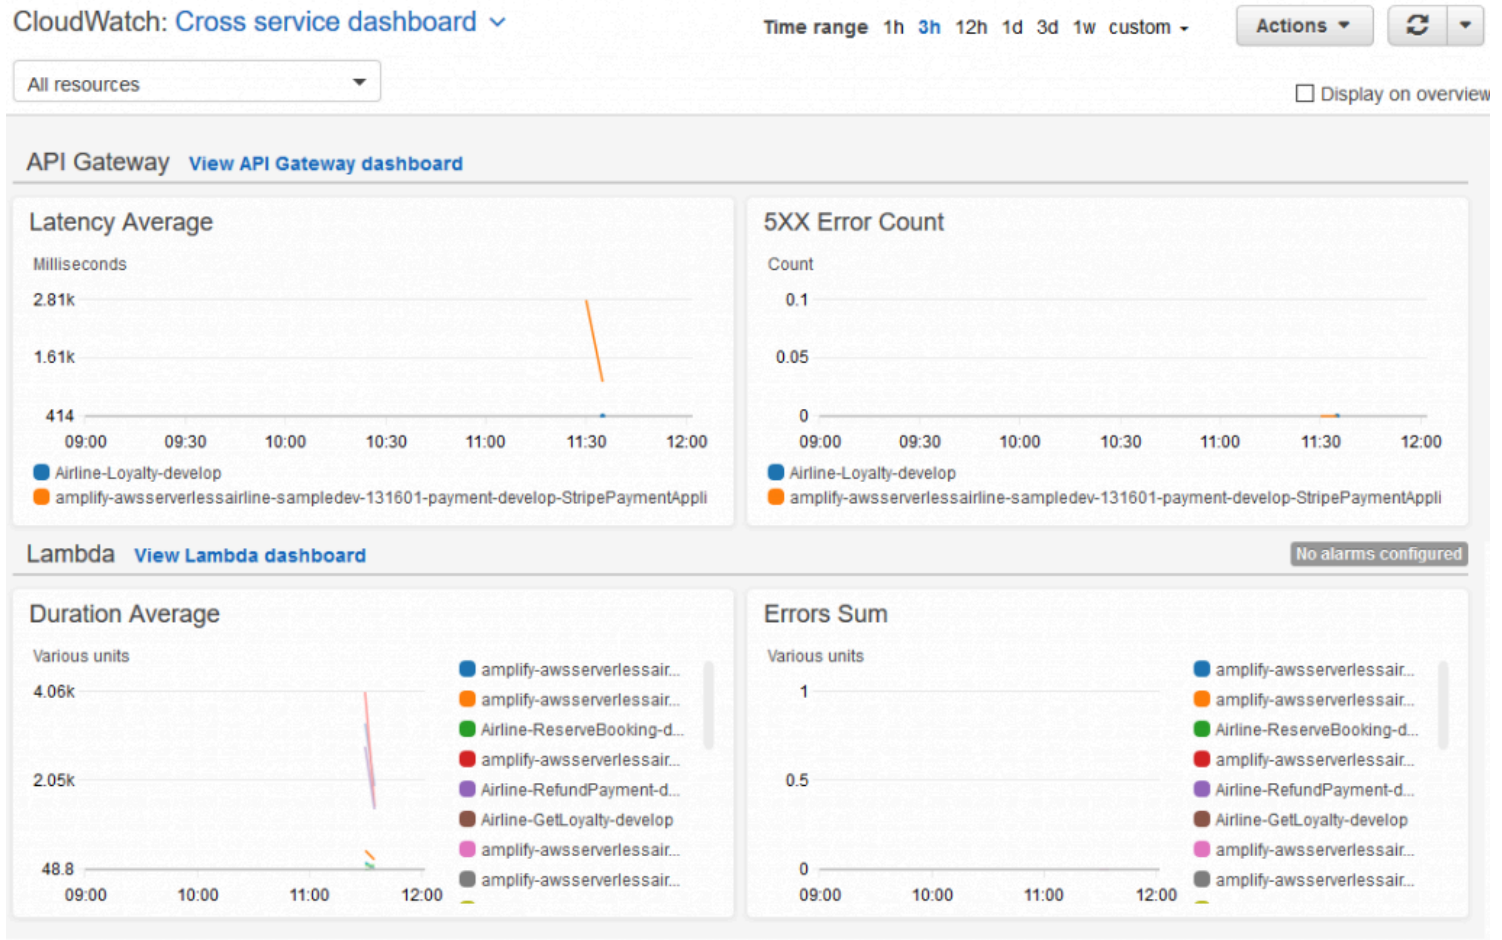 CloudWatch: Cross service dashboard
Time range 1h 3h 12h 1d 3d 1w custom
Actions
All resources
Display on overview
API Gateway View API Gateway dashboard
Latency Average
Milliseconds
2.81k
1.61k
414
09:00 09:30 10:00 10:30 11:00 11:30 12:00
Airline-Loyalty-develop
amplify-awsserverlessairline-sampledev-131601-payment-develop-StripePaymentAppli
5XX Error Count
Count
0.1
0.05
0
09:00 09:30 10:00 10:30 11:00 11:30 12:00
Airline-Loyalty-develop
amplify-awsserverlessairline-sampledev-131601-payment-develop-StripePaymentAppli
Lambda View Lambda dashboard
No alarms configured
Duration Average
Various units
4.06k
2.05k
48.8
09:00 10:00 11:00 12:00
amplify-awsserverlessair...
amplify-awsserverlessair...
Airline-ReserveBooking-d...
amplify-awsserverlessair...
Airline-RefundPayment-d...
Airline-GetLoyalty-develop
amplify-awsserverlessair...
amplify-awsserverlessair...
Errors Sum
Various units
1
0.5
0
09:00 10:00 11:00 12:00
amplify-awsserverlessair...
amplify-awsserverlessair...
Airline-ReserveBooking-d...
amplify-awsserverlessair...
Airline-RefundPayment-d...
Airline-GetLoyalty-develop
amplify-awsserverlessair...
amplify-awsserverlessair...